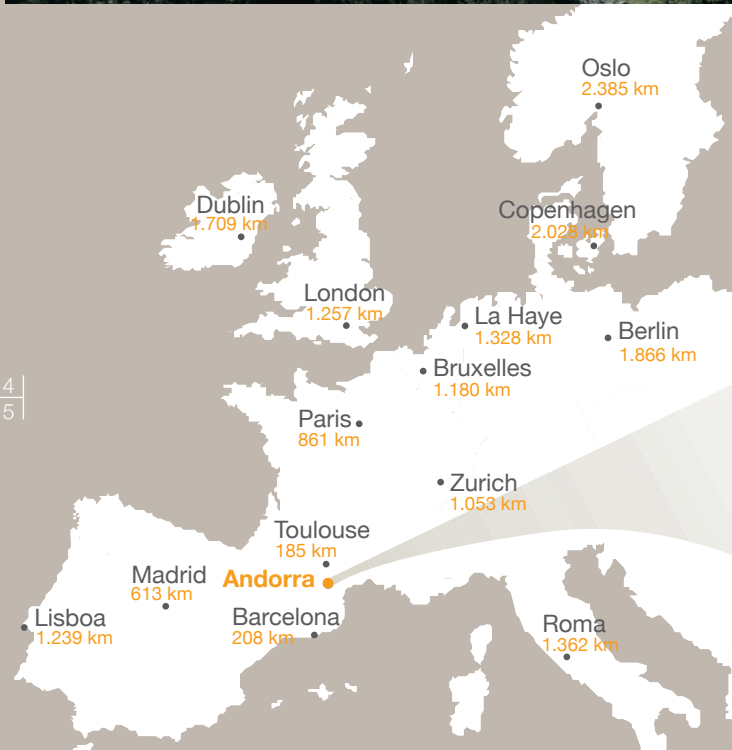 Oslo
2.385 km
Dublin
1.709 km
Copenhagen
2.028 km
London
1.257 km
La Haye
1.328 km
Berlin
1.866 km
Bruxelles
1.180 km
4
5
Paris
861 km
Zurich
1.053 km
Toulouse
185 km
Andorra
Madrid
613 km
Barcelona
208 km
Lisboa
1.239 km
Roma
1.362 km